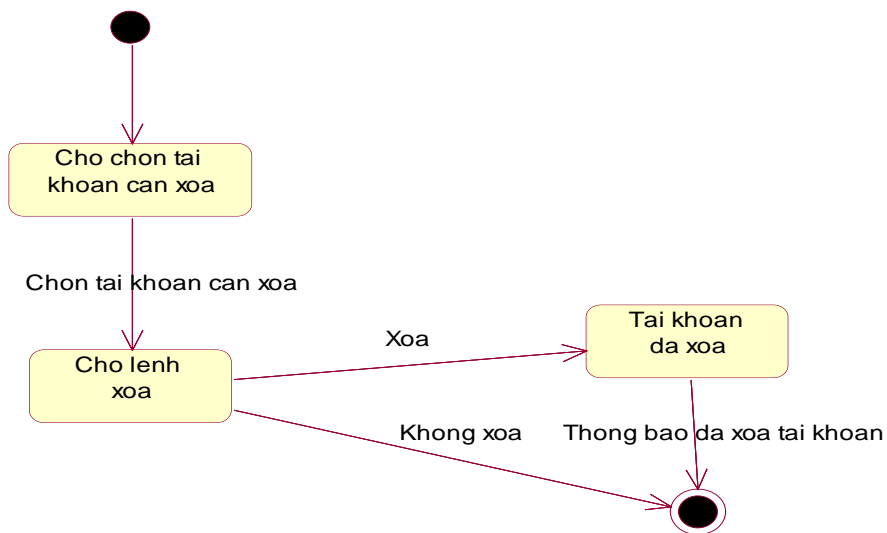 Cho chon tai
khoan can xoa
Chon tai khoan can xoa
Cho lenh
xoa
Xoa
Tai khoan
da xoa
Khong xoa
Thong bao da xoa tai khoan